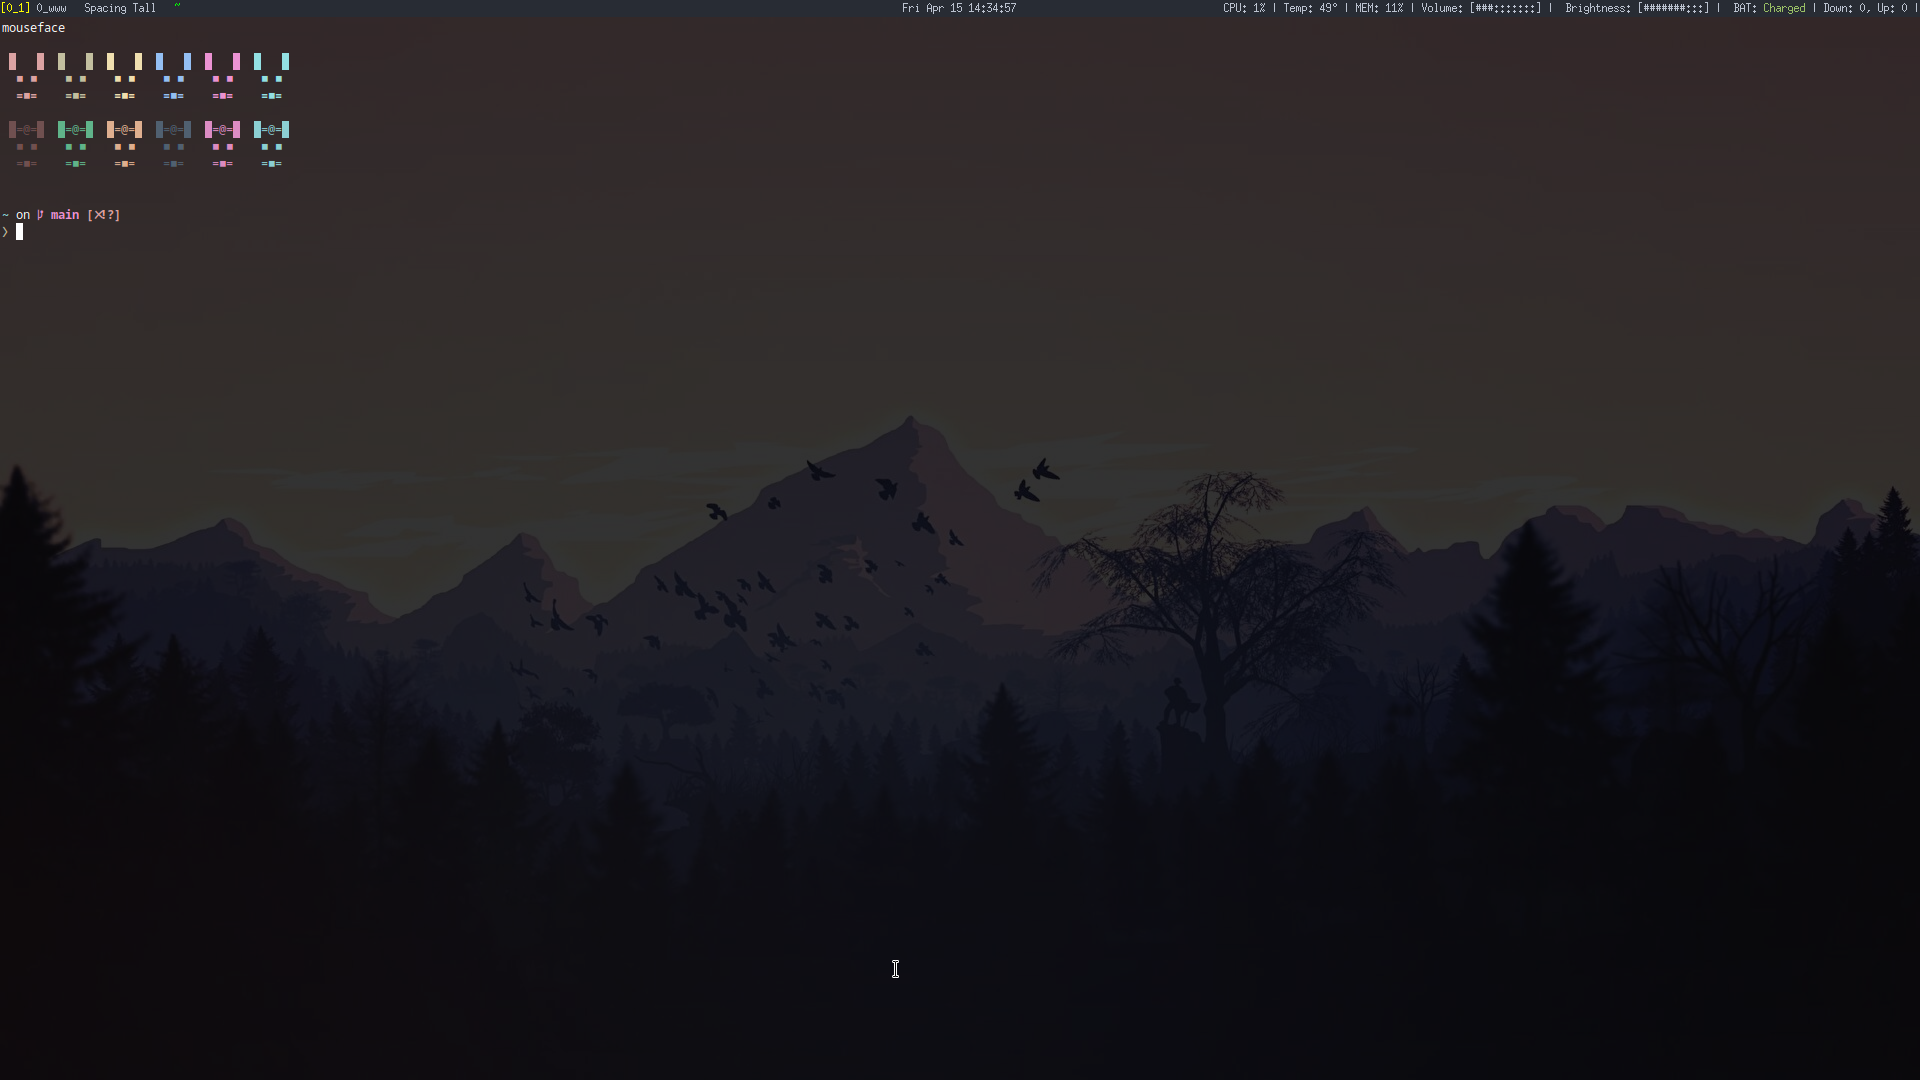 [0_1] 0_www Spacing Tall ~ Fri Apr 15 14:34:57 CPU: 1% | Temp: 49° | MEM: 11% | Volume: [###:::::::] | Brightness: [#######:::] | BAT: Charged | Down: 0, Up: 0 |
mouseface
=■= =■= =■= =■= =■= =■=
=@= =@= =@= =@= =@= =@=
=■= =■= =■= =■= =■= =■=
~ on main [⨯!?]
❯